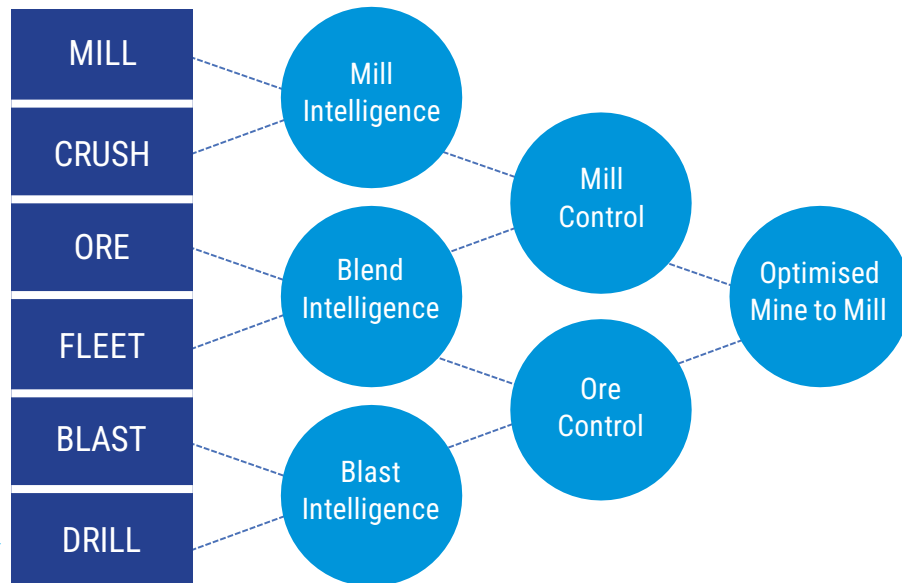 MILL
CRUSH
ORE
FLEET
BLAST
DRILL
Mill
Intelligence
Blend
Intelligence
Blast
Intelligence
Mill
Control
Ore
Control
Optimised
Mine to Mill